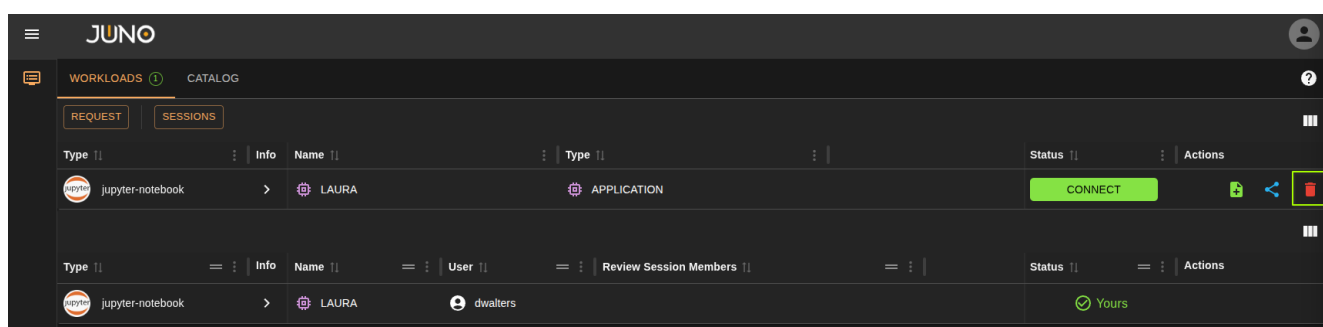 JUNO
WORKLOADS 1 CATALOG
REQUEST SESSIONS
Type Info Name Type Status Actions
jupyter jupyter-notebook LAURA APPLICATION CONNECT
Type Info Name User Review Session Members Status Actions
jupyter jupyter-notebook LAURA dwalters Yours